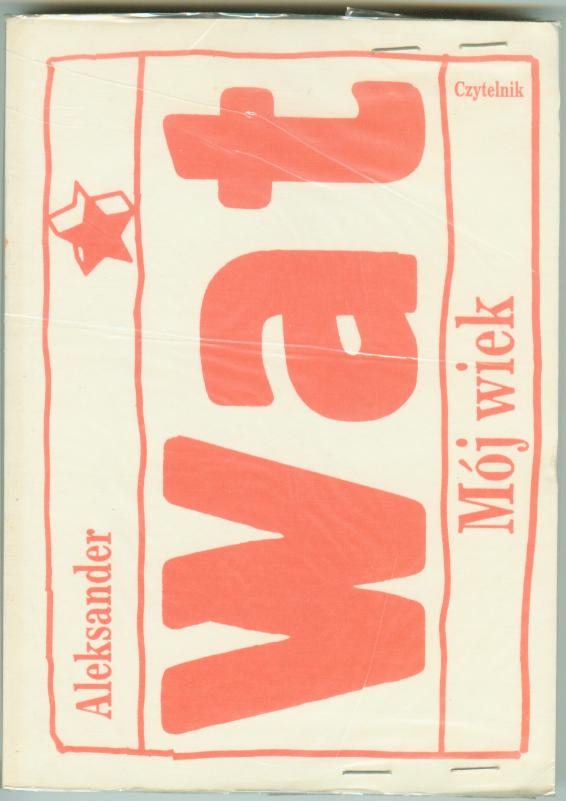 Aleksander
Wat
Mój wiek
Czytelnik